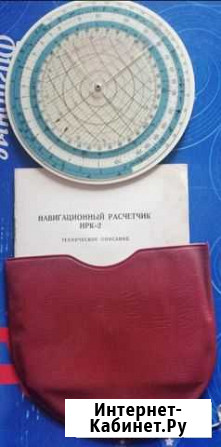 НАВИГАЦИОННЫЙ РАСЧЕТЧИК
НРК-2
ТЕХНИЧЕСКОЕ ОПИСАНИЕ
Интернет-
Кабинет.Ру